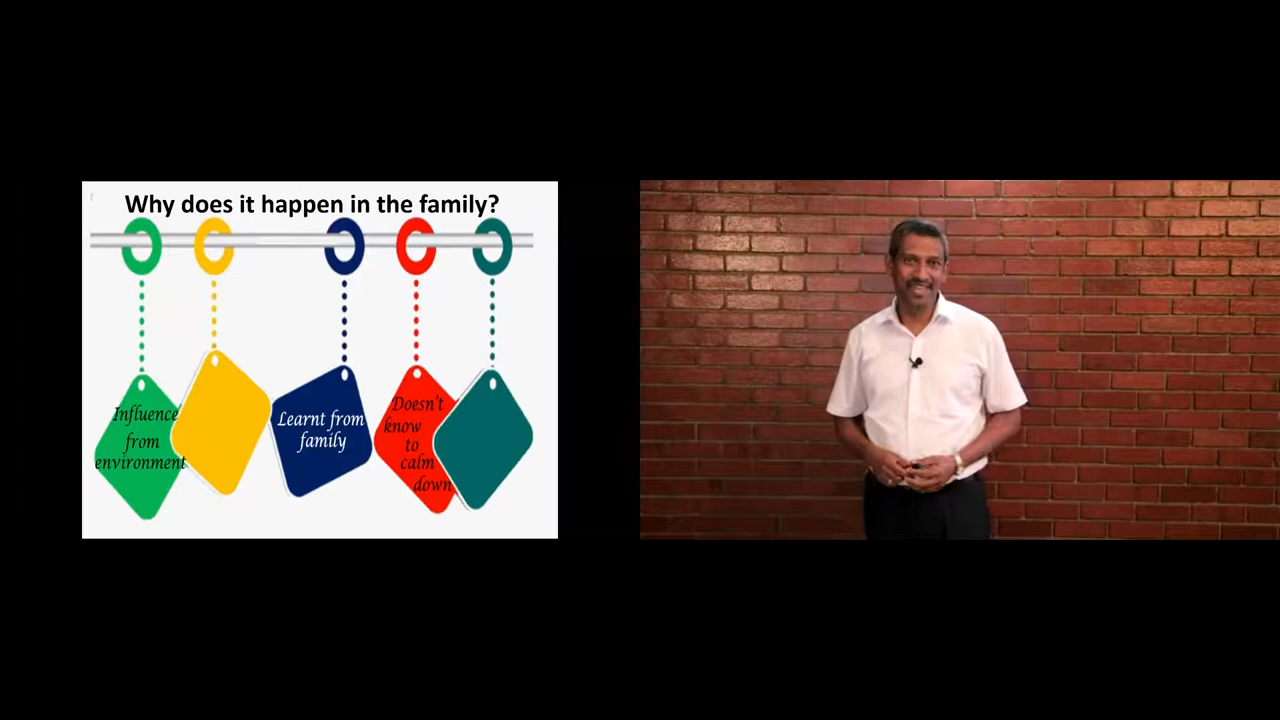 Why does it happen in the family?
Influence
from
environment
Learnt from
family
Doesn't
know
to
calm
down